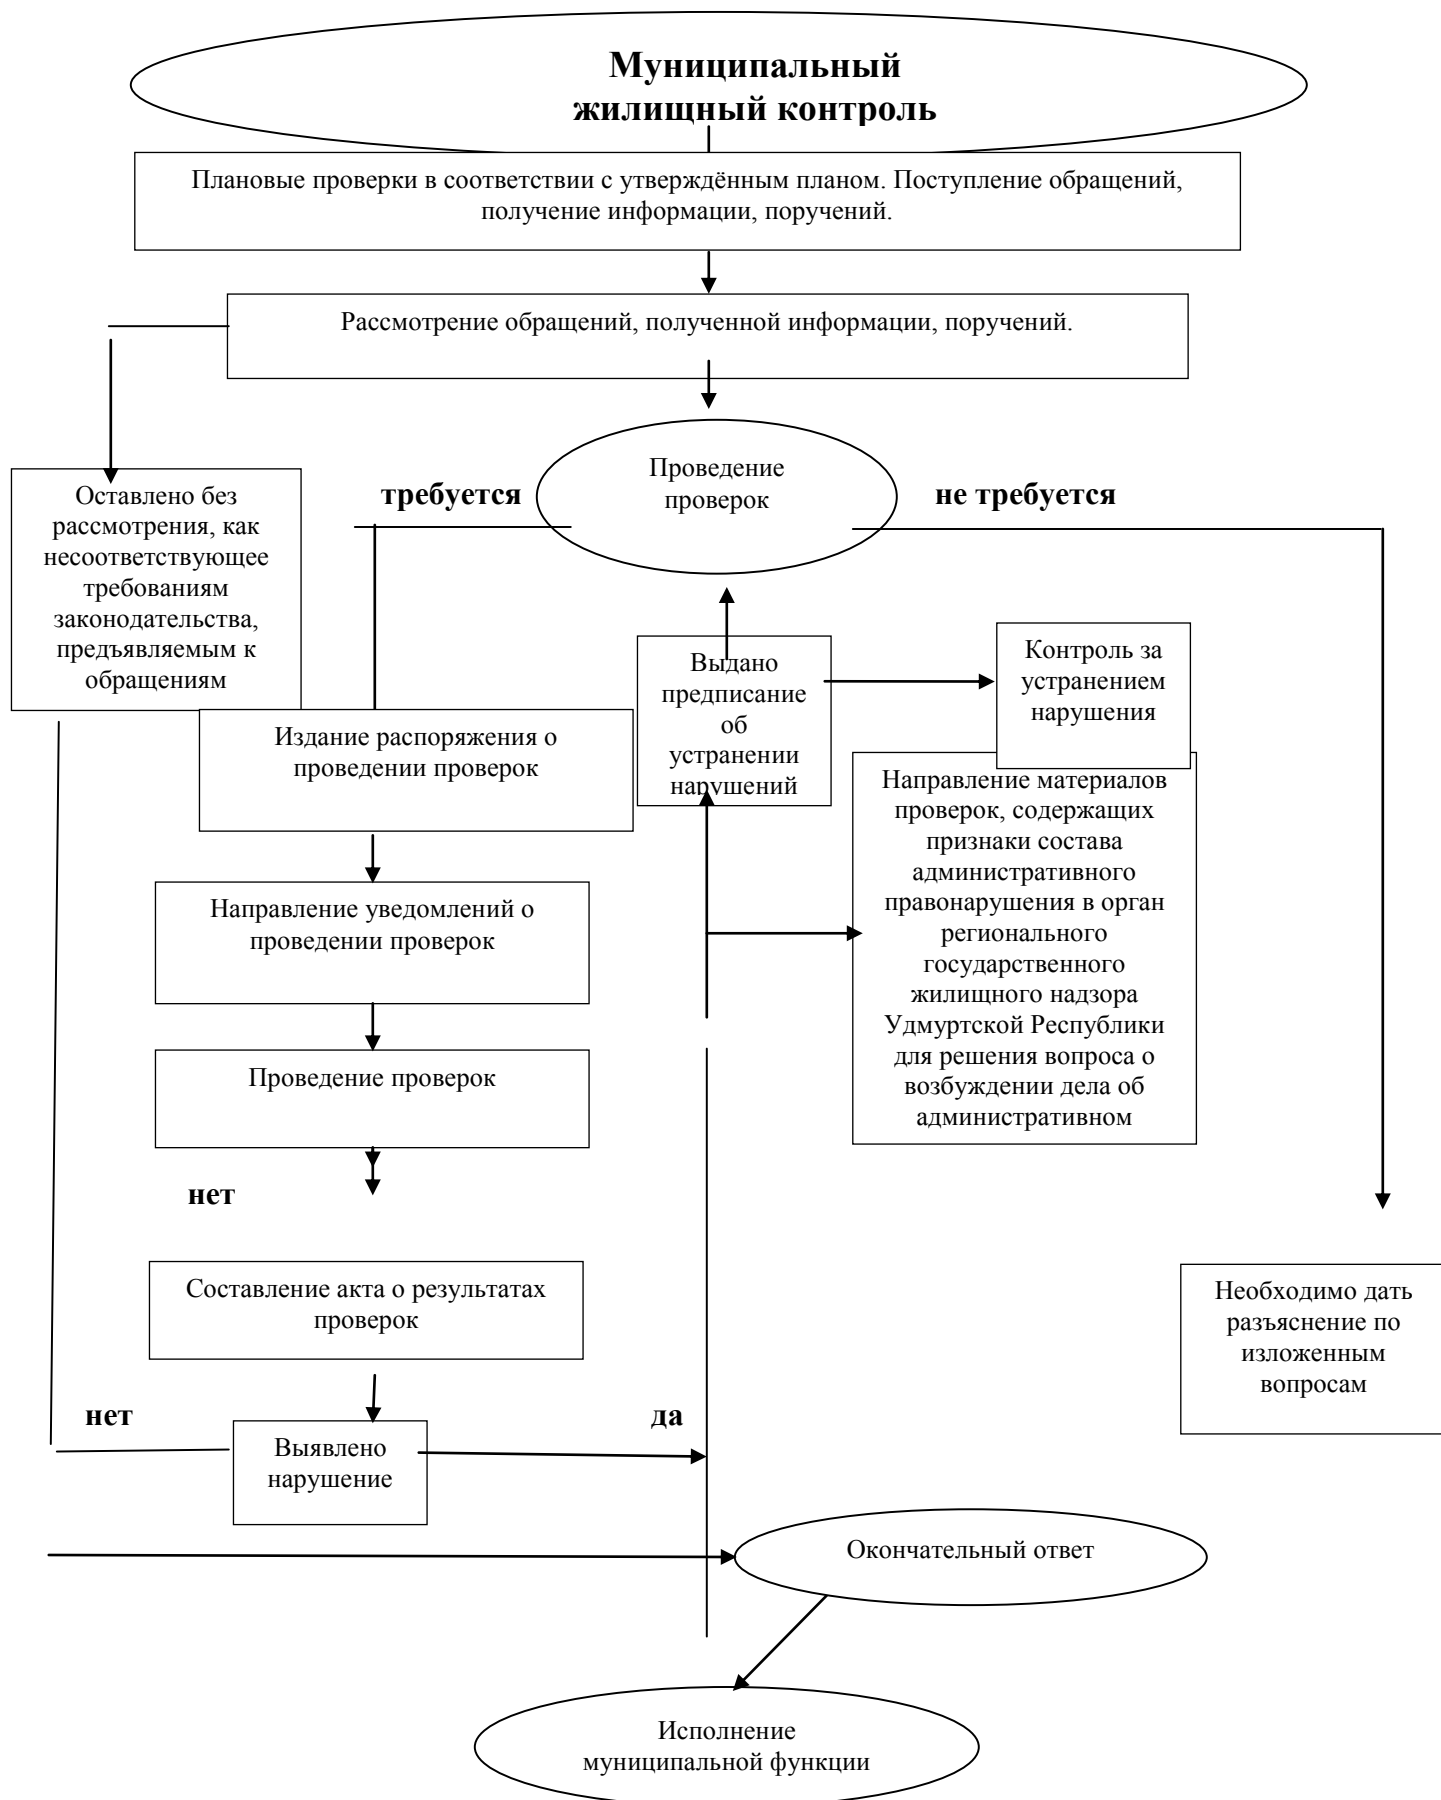 Муниципальный
жилищный контроль
Плановые проверки в соответствии с утверждённым планом. Поступление обращений,
получение информации, поручений.
Рассмотрение обращений, полученной информации, поручений.
Проведение
проверок
требуется
не требуется
Оставлено без
рассмотрения, как
несоответствующее
требованиям
законодательства,
предъявляемым к
обращениям
Выдано
предписание
об
устранении
нарушений
Контроль за
устранением
нарушения
Издание распоряжения о
проведении проверок
Направление материалов
проверок, содержащих
признаки состава
административного
правонарушения в орган
регионального
государственного
жилищного надзора
Удмуртской Республики
для решения вопроса о
возбуждении дела об
административном
Направление уведомлений о
проведении проверок
Проведение проверок
нет
Составление акта о результатах
проверок
Необходимо дать
разъяснение по
изложенным
вопросам
нет
да
Выявлено
нарушение
Окончательный ответ
Исполнение
муниципальной функции